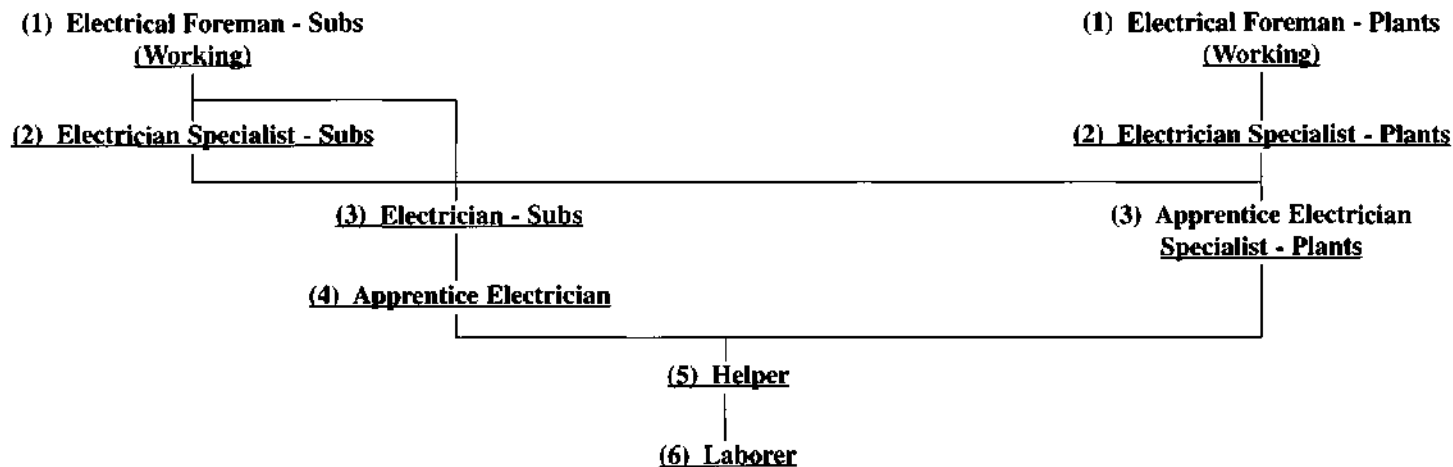 (1) Electrical Foreman - Subs
(Working)
(1) Electrical Foreman - Plants
(Working)
(2) Electrician Specialist - Subs
(2) Electrician Specialist - Plants
(3) Electrician - Subs
(3) Apprentice Electrician
Specialist - Plants
(4) Apprentice Electrician
(5) Helper
(6) Laborer